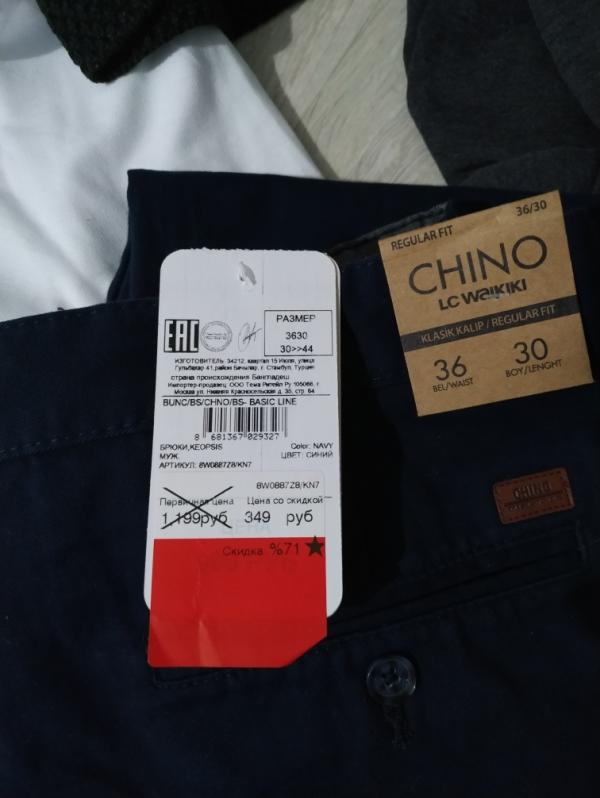 36/30
REGULAR FIT
CHINO
LC WAIKIKI
KLASİK KALIP / REGULAR FIT
36
BEL/WAIST
30
BOY/LENGHT
CHINO
EAC
РАЗМЕР
3630
30>>44
ИЗГОТОВИТЕЛЬ: 34212, квартал 15 Июля, улица
Гульбахар 41, район Багжылар, г. Стамбул, Турция
страна происхождения Бангладеш
Импортер-продавец: ООО Тема Ритейл Ру 105066, г.
Москва ул. Нижняя Красносельская д. 35, стр. 64
BUNC/BS/CHNO/BS- BASIC LINE
8 681367 029327
БРЮКИ,KEOPSIS
Color: NAVY
МУЖ.
ЦВЕТ: СИНИЙ
АРТИКУЛ: 8W0887Z8/KN7
8W0887Z8/KN7
Первичная цена
Цена со скидкой
1,199руб
349 руб
Скидка %71